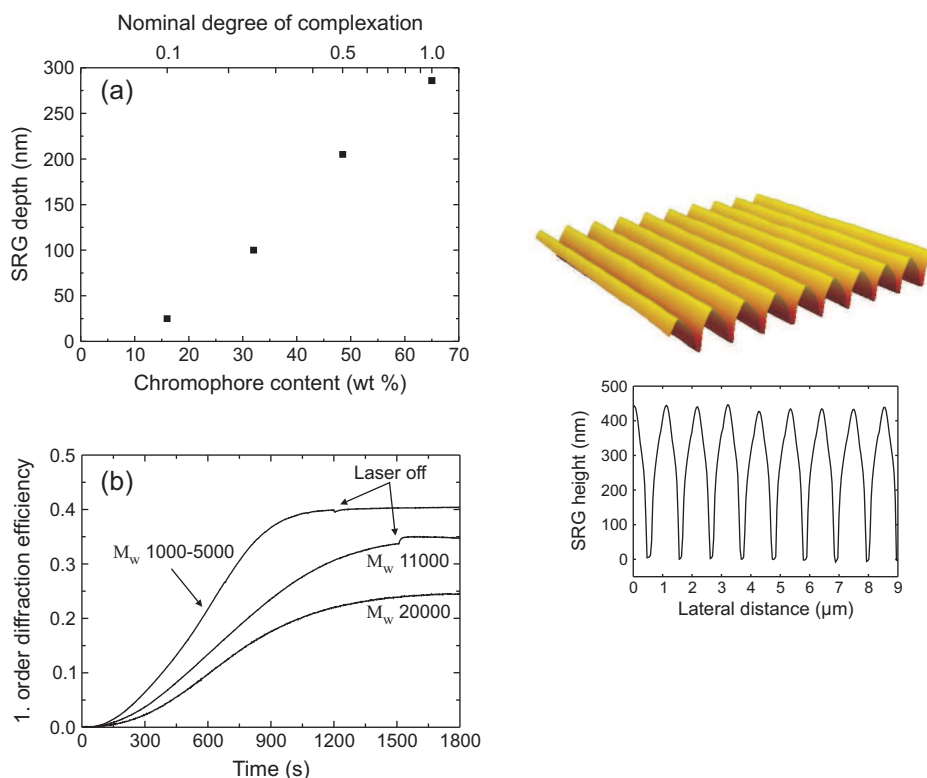 Nominal degree of complexation
0.1 0.5 1.0
(a)
SRG depth (nm)
300
250
200
150
100
50
0
0 10 20 30 40 50 60 70
Chromophore content (wt %)
(b)
1. order diffraction efficiency
0.5
0.4
0.3
0.2
0.1
0.0
Laser off
Mw 1000-5000
Mw 11000
Mw 20000
0 300 600 900 1200 1500 1800
Time (s)
SRG height (nm)
500
400
300
200
100
0
0 1 2 3 4 5 6 7 8 9
Lateral distance (µm)